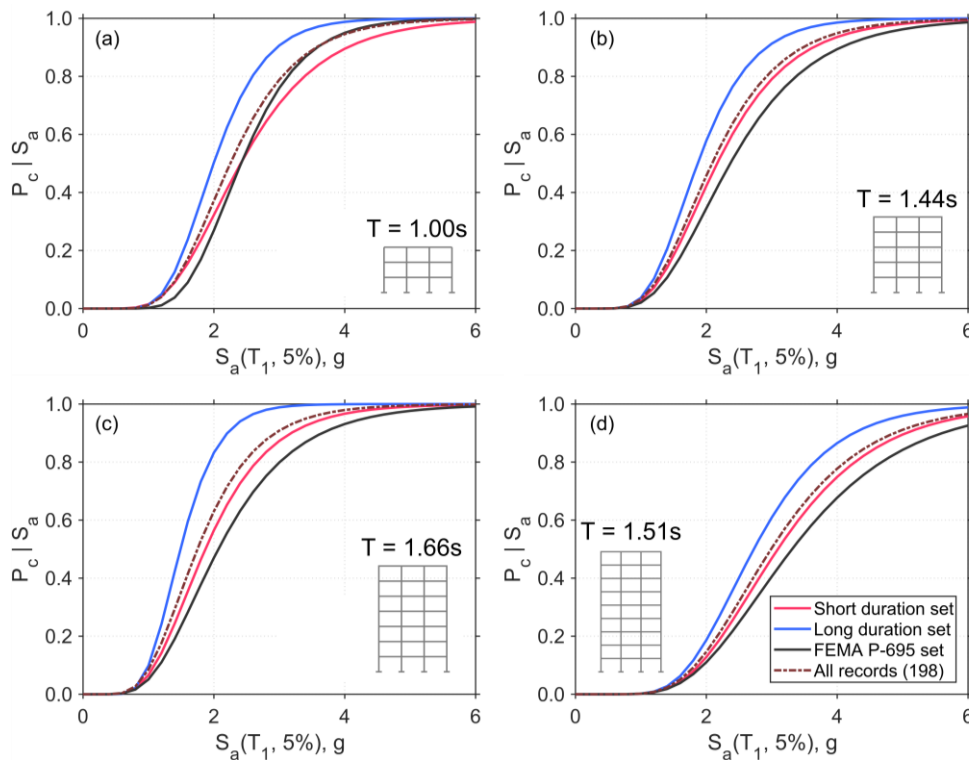 (a)
T = 1.00s
P_c | S_a
1.0
0.8
0.6
0.4
0.2
0.0
0 2 4 6
S_a(T_1, 5%), g
(b)
T = 1.44s
P_c | S_a
1.0
0.8
0.6
0.4
0.2
0.0
0 2 4 6
S_a(T_1, 5%), g
(c)
T = 1.66s
P_c | S_a
1.0
0.8
0.6
0.4
0.2
0.0
0 2 4 6
S_a(T_1, 5%), g
(d)
T = 1.51s
P_c | S_a
1.0
0.8
0.6
0.4
0.2
0.0
0 2 4 6
S_a(T_1, 5%), g
Short duration set
Long duration set
FEMA P-695 set
All records (198)